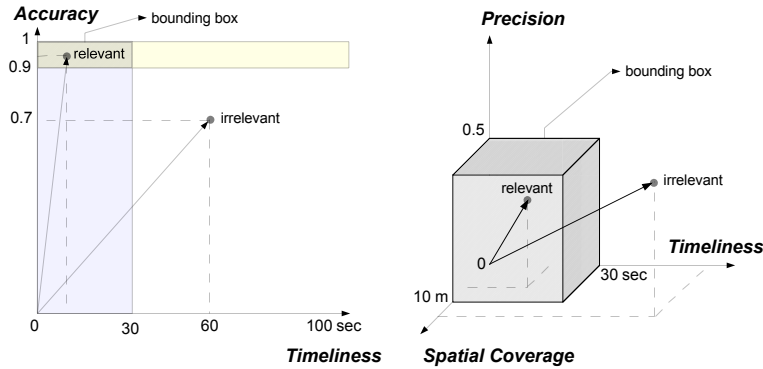 Accuracy
bounding box
1
relevant
0.9
0.7
irrelevant
0
30
60
100 sec
Timeliness
Precision
bounding box
0.5
relevant
irrelevant
0
Timeliness
30 sec
10 m
Spatial Coverage